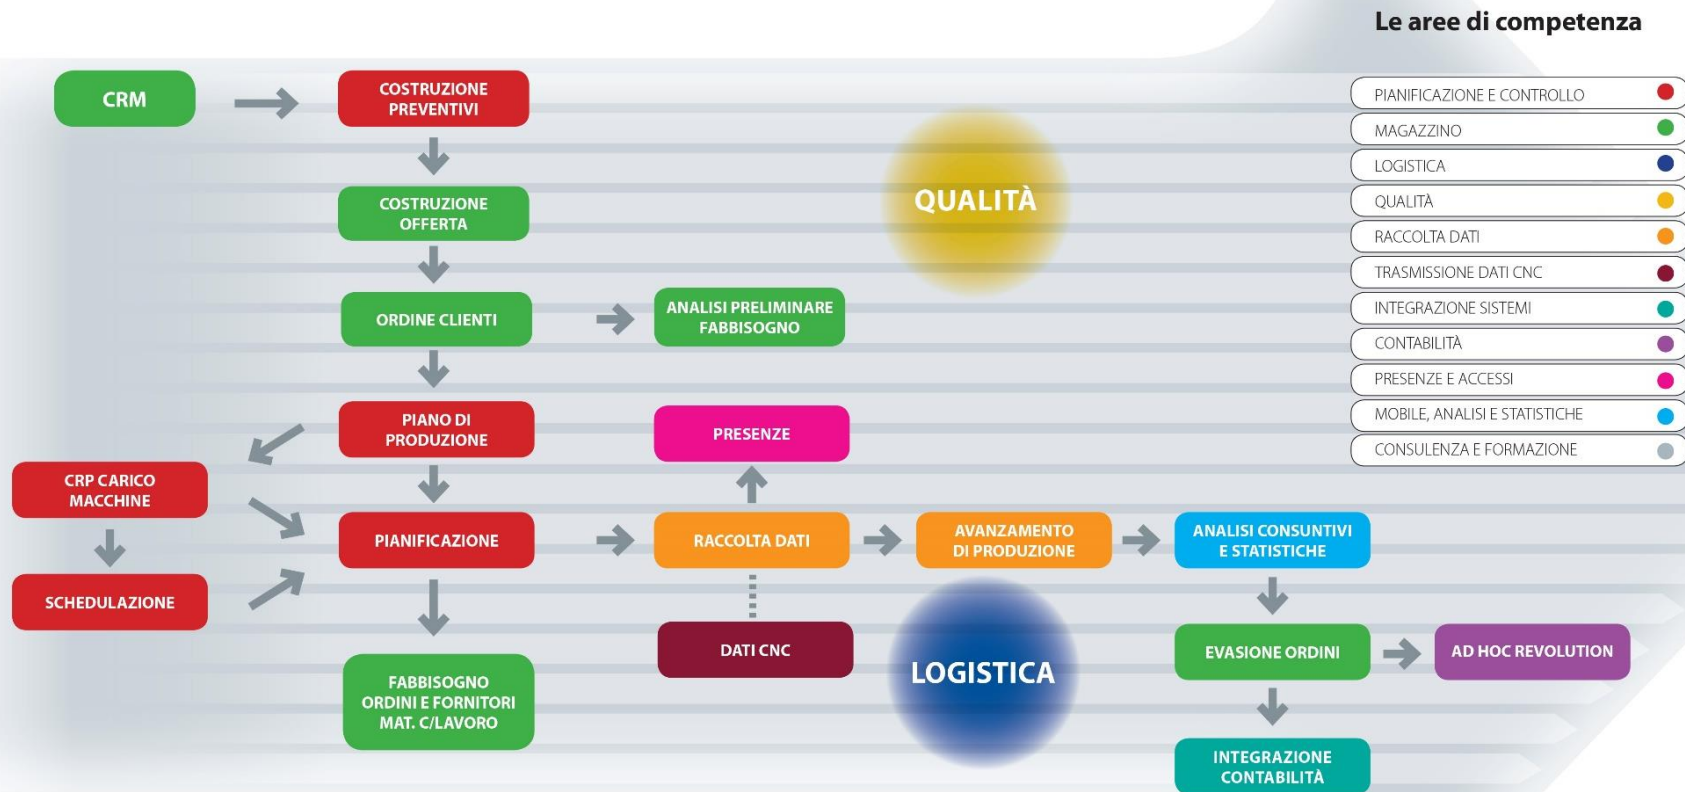 Le aree di competenza
CRM
COSTRUZIONE
PREVENTIVI
COSTRUZIONE
OFFERTA
ORDINE CLIENTI
ANALISI PRELIMINARE
FABBISOGNO
PIANO DI
PRODUZIONE
PRESENZE
CRP CARICO
MACCHINE
PIANIFICAZIONE
RACCOLTA DATI
AVANZAMENTO
DI PRODUZIONE
ANALISI CONSUNTIVI
E STATISTICHE
SCHEDULAZIONE
DATI CNC
EVASIONE ORDINI
AD HOC REVOLUTION
FABBISOGNO
ORDINI E FORNITORI
MAT. C/LAVORO
INTEGRAZIONE
CONTABILITÀ
QUALITÀ
LOGISTICA
PIANIFICAZIONE E CONTROLLO
MAGAZZINO
LOGISTICA
QUALITÀ
RACCOLTA DATI
TRASMISSIONE DATI CNC
INTEGRAZIONE SISTEMI
CONTABILITÀ
PRESENZE E ACCESSI
MOBILE, ANALISI E STATISTICHE
CONSULENZA E FORMAZIONE